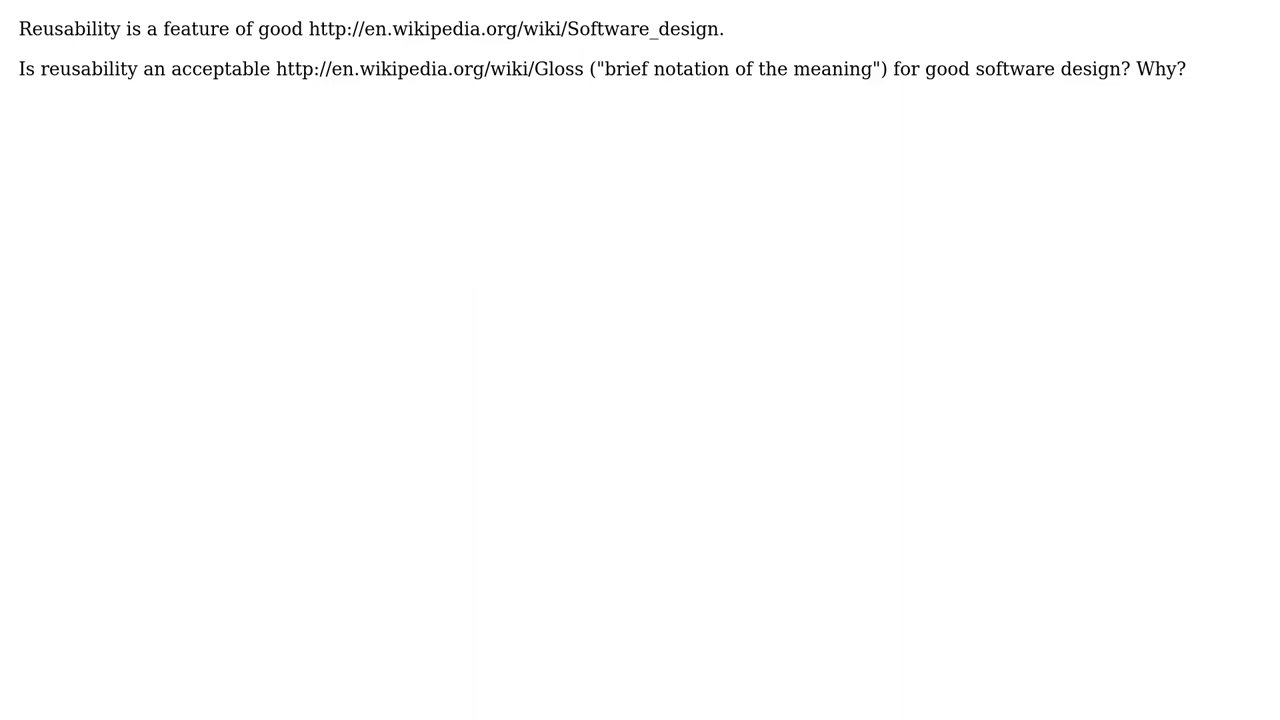 Reusability is a feature of good http://en.wikipedia.org/wiki/Software_design.
Is reusability an acceptable http://en.wikipedia.org/wiki/Gloss ("brief notation of the meaning") for good software design? Why?